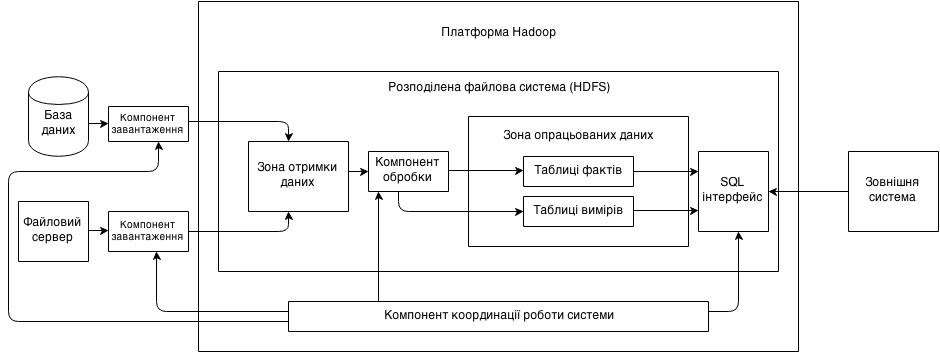 Платформа Hadoop
Розподілена файлова система (HDFS)
База
даних
Компонент
завантаження
Зона отримки
даних
Компонент
обробки
Зона опрацьованих даних
Таблиці фактів
Таблиці вимірів
SQL
інтерфейс
Зовнішня
система
Файловий
сервер
Компонент
завантаження
Компонент координації роботи системи